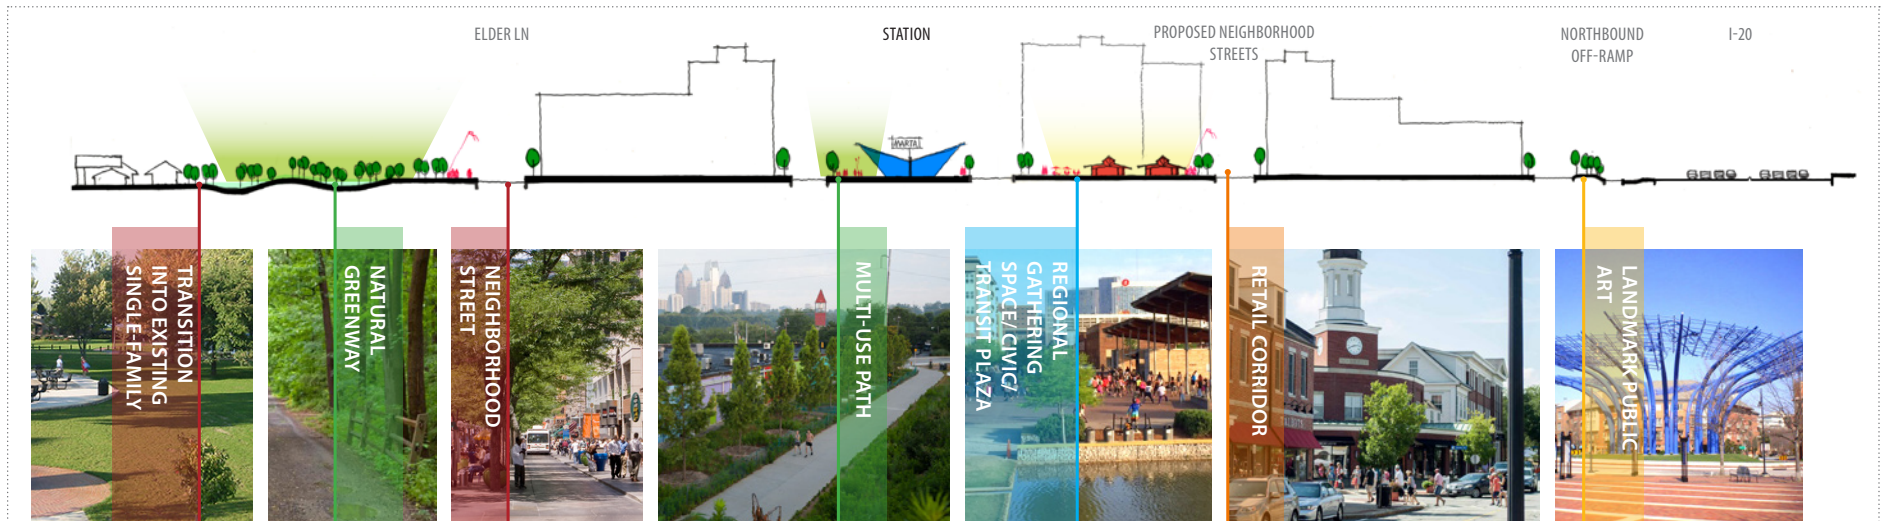 ELDER LN
STATION
PROPOSED NEIGHBORHOOD
STREETS
NORTHBOUND
OFF-RAMP
I-20
MARTA
TRANSITION
INTO EXISTING
SINGLE-FAMILY
NATURAL
GREENWAY
NEIGHBORHOOD
STREET
MULTI-USE PATH
REGIONAL
GATHERING
SPACE/CIVIC/
TRANSIT PLAZA
RETAIL CORRIDOR
LANDMARK PUBLIC
ART